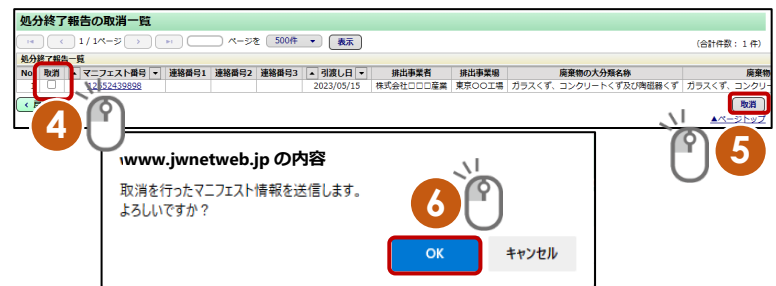 処分終了報告の取消一覧
1 / 1ページ ページを 500件 表示 (合計件数: 1 件)
処分終了報告一覧
No 取消 マニフェスト番号 連絡番号1 連絡番号2 連絡番号3 引渡し日 排出事業者 排出事業場 廃棄物の大分類名称 廃棄物
12552439898 2023/05/15 株式会社□□□産業 東京〇〇工場 ガラスくず、コンクリートくず及び陶磁器くず ガラスくず、コンクリー
取消
▲ページトップ
4
5
www.jwnetweb.jp の内容
取消を行ったマニフェスト情報を送信します。
よろしいですか?
6
OK キャンセル